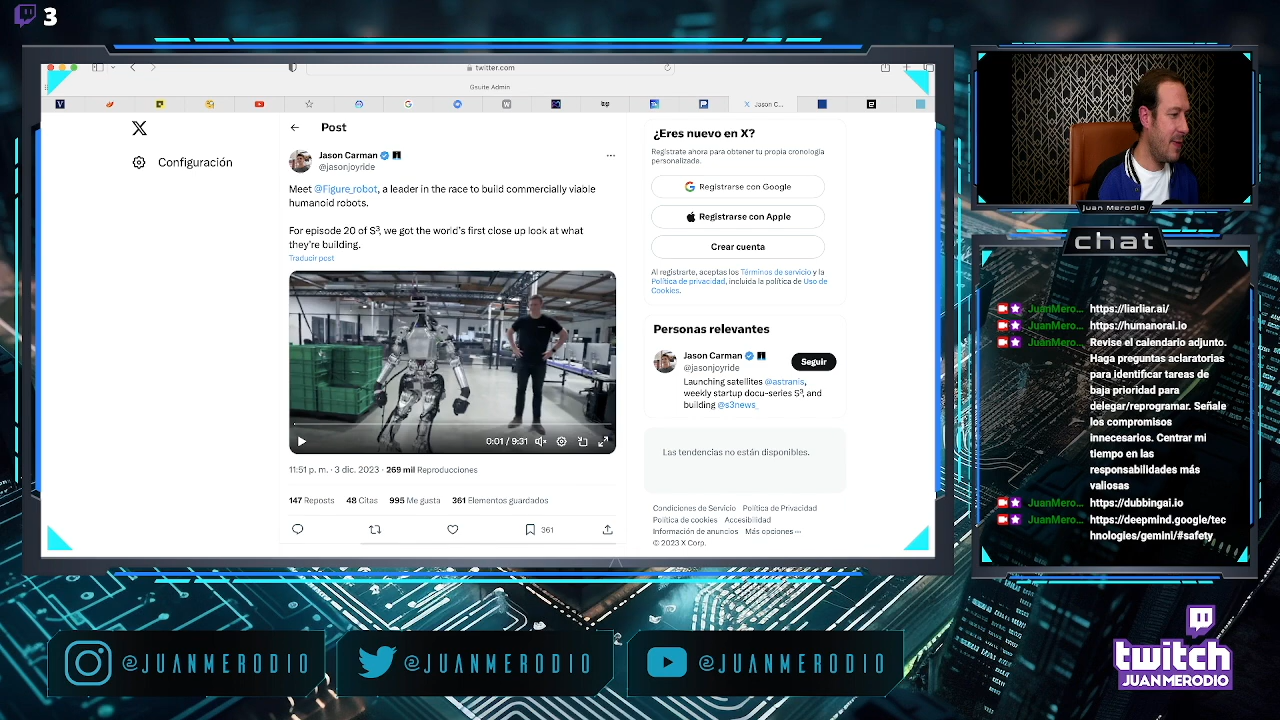 3
twitter.com
Gsuite Admin
Jason C...
Post
Configuración
Jason Carman
@jasonjoyride
Meet @Figure_robot, a leader in the race to build commercially viable
humanoid robots.
For episode 20 of S³, we got the world's first close up look at what
they're building.
Traducir post
0:01 / 9:31
11:51 p. m. · 3 dic. 2023 · 269 mil Reproducciones
147 Reposts 48 Citas 995 Me gusta 361 Elementos guardados
361
¿Eres nuevo en X?
Regístrate ahora para obtener tu propia cronología
personalizada.
Registrarse con Google
Registrarse con Apple
Crear cuenta
Al registrarte, aceptas los Términos de servicio y la
Política de privacidad, incluida la política de Uso de
Cookies.
Personas relevantes
Jason Carman
@jasonjoyride
Seguir
Launching satellites @astranis,
weekly startup docu-series S³, and
building @s3news_
Las tendencias no están disponibles.
Condiciones de Servicio Política de Privacidad
Política de cookies Accesibilidad
Información de anuncios Más opciones ···
© 2023 X Corp.
Juan Merodio
chat
JuanMero... https://liarliar.ai/
JuanMero... https://humanoral.io
JuanMero... Revise el calendario adjunto.
Haga preguntas aclaratorias
para identificar tareas de
baja prioridad para
delegar/reprogramar. Señale
los compromisos
innecesarios. Centrar mi
tiempo en las
responsabilidades más
valiosas
JuanMero... https://dubbingai.io
JuanMero... https://deepmind.google/tec
hnologies/gemini/#safety
@JUANMERODIO
@JUANMERODIO
@JUANMERODIO
twitch
JUANMERODIO